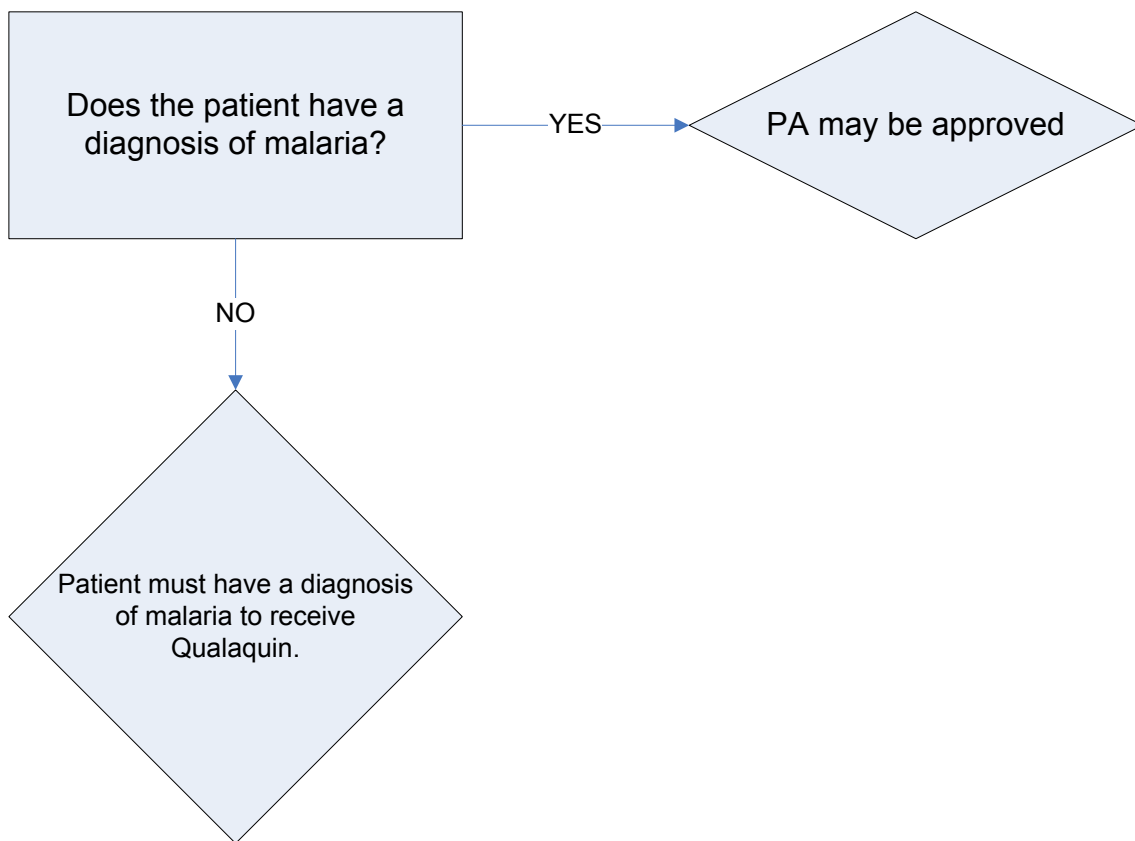 Does the patient have a
diagnosis of malaria?
YES
PA may be approved
NO
Patient must have a diagnosis
of malaria to receive
Qualaquin.